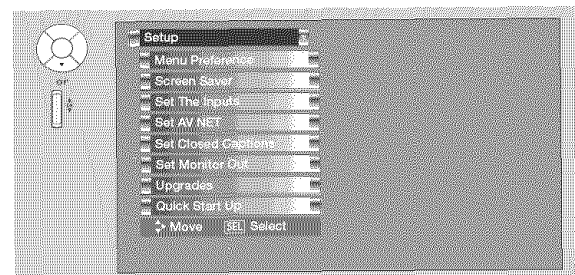 Setup
Menu Preference
or
Screen Saver
Set The Inputs
Set AV NET
Set Closed Captions
Set Monitor Out
Upgrades
Quick Start Up
Move SEL Select